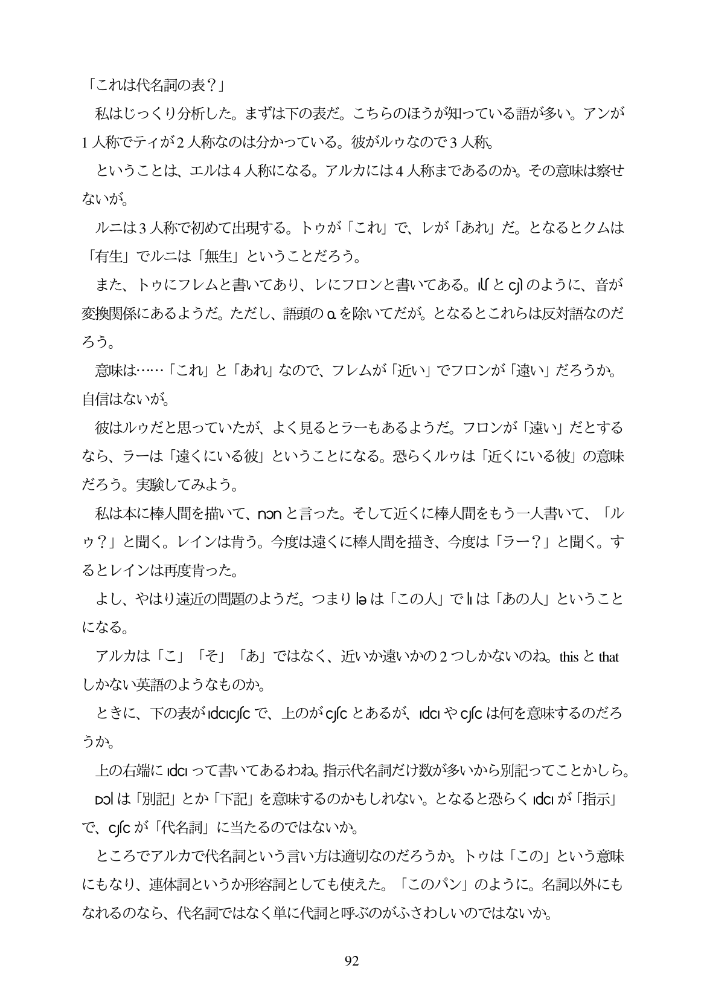 「これは代名詞の表？」
私はじっくり分析した。まずは下の表だ。こちらのほうが知っている語が多い。アンが
1人称でティが2人称なのは分かっている。彼がルゥなので3人称。
ということは、エルは4人称になる。アルカには4人称まであるのか。その意味は察せ
ないが。
ルニは3人称で初めて出現する。トゥが「これ」で、レが「あれ」だ。となるとクムは
「有生」でルニは「無生」ということだろう。
また、トゥにフレムと書いてあり、レにフロンと書いてある。 と のように、音が
変換関係にあるようだ。ただし、語頭の ɑ を除いてだが。となるとこれらは反対語なのだ
ろう。
意味は……「これ」と「あれ」なので、フレムが「近い」でフロンが「遠い」だろうか。
自信はないが。
彼はルゥだと思っていたが、よく見るとラーもあるようだ。フロンが「遠い」だとする
なら、ラーは「遠くにいる彼」ということになる。恐らくルゥは「近くにいる彼」の意味
だろう。実験してみよう。
私は本に棒人間を描いて、nɔn と言った。そして近くに棒人間をもう一人書いて、「ル
ゥ？」と聞く。レインは肯う。今度は遠くに棒人間を描き、今度は「ラー？」と聞く。す
るとレインは再度肯った。
よし、やはり遠近の問題のようだ。つまり lə は「この人」で lı は「あの人」ということ
になる。
アルカは「こ」「そ」「あ」ではなく、近いか遠いかの2つしかないのね。this と that
しかない英語のようなものか。
ときに、下の表が ıdcıcȷʃc で、上のが cȷʃc とあるが、ıdcı や cȷʃc は何を意味するのだろ
うか。
上の右端に ıdcı って書いてあるわね。指示代名詞だけ数が多いから別記ってことかしら。
ᴅɔl は「別記」とか「下記」を意味するのかもしれない。となると恐らく ıdcı が「指示」
で、cȷʃc が「代名詞」に当たるのではないか。
ところでアルカで代名詞という言い方は適切なのだろうか。トゥは「この」という意味
にもなり、連体詞というか形容詞としても使えた。「このパン」のように。名詞以外にも
なれるのなら、代名詞ではなく単に代詞と呼ぶのがふさわしいのではないか。
92